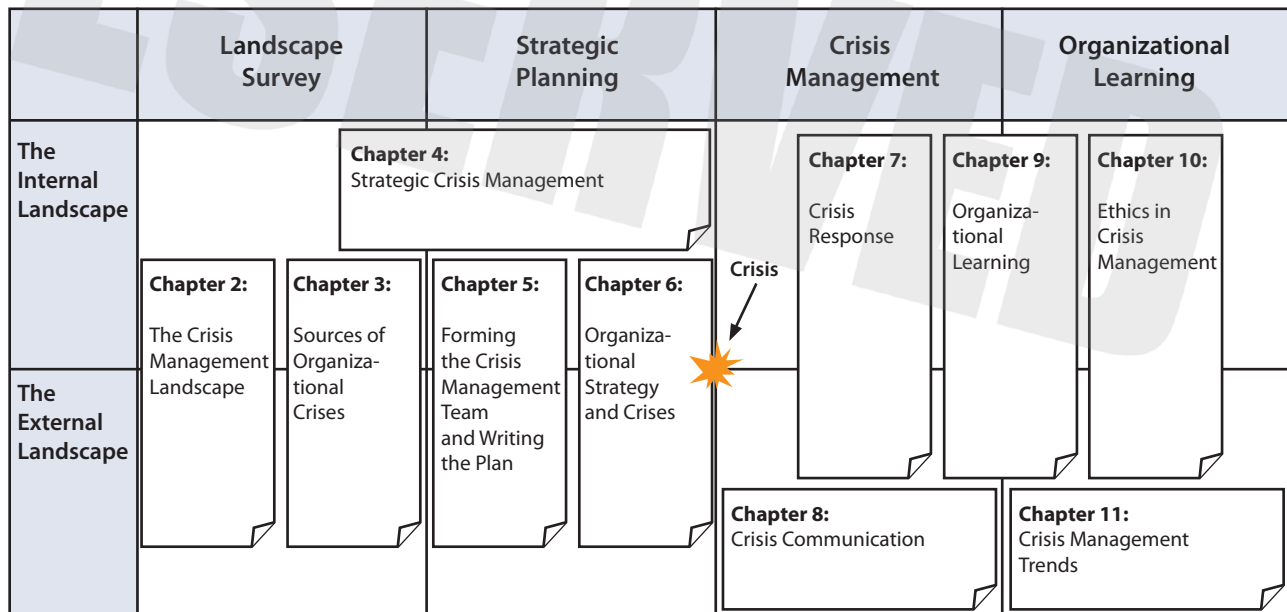 Landscape
Survey
Strategic
Planning
Crisis
Management
Organizational
Learning
The
Internal
Landscape
Chapter 4:
Strategic Crisis Management
Chapter 7:
Crisis
Response
Chapter 9:
Organiza-
tional
Learning
Chapter 10:
Ethics in
Crisis
Management
Chapter 2:
The Crisis
Management
Landscape
Chapter 3:
Sources of
Organiza-
tional
Crises
Chapter 5:
Forming
the Crisis
Management
Team
and Writing
the Plan
Chapter 6:
Organiza-
tional
Strategy
and Crises
Crisis
The
External
Landscape
Chapter 8:
Crisis Communication
Chapter 11:
Crisis Management
Trends